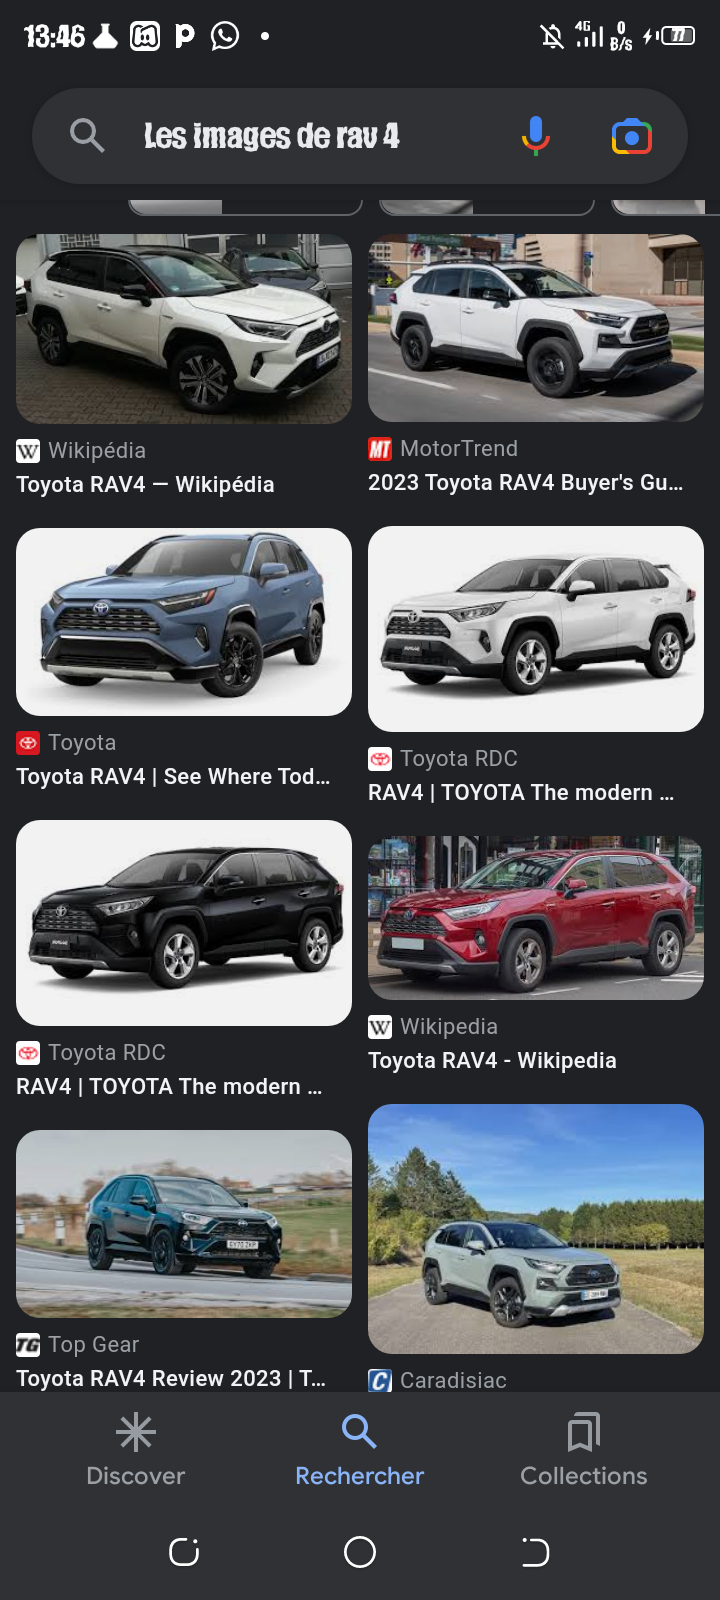 13:46
4G 0 B/s 77
Les images de rav 4
Wikipédia
Toyota RAV4 — Wikipédia
MT MotorTrend
2023 Toyota RAV4 Buyer's Gu...
Toyota
Toyota RAV4 | See Where Tod...
Toyota RDC
RAV4 | TOYOTA The modern ...
Toyota RDC
RAV4 | TOYOTA The modern ...
W Wikipedia
Toyota RAV4 - Wikipedia
TG Top Gear
Toyota RAV4 Review 2023 | T...
C Caradisiac
Discover
Rechercher
Collections